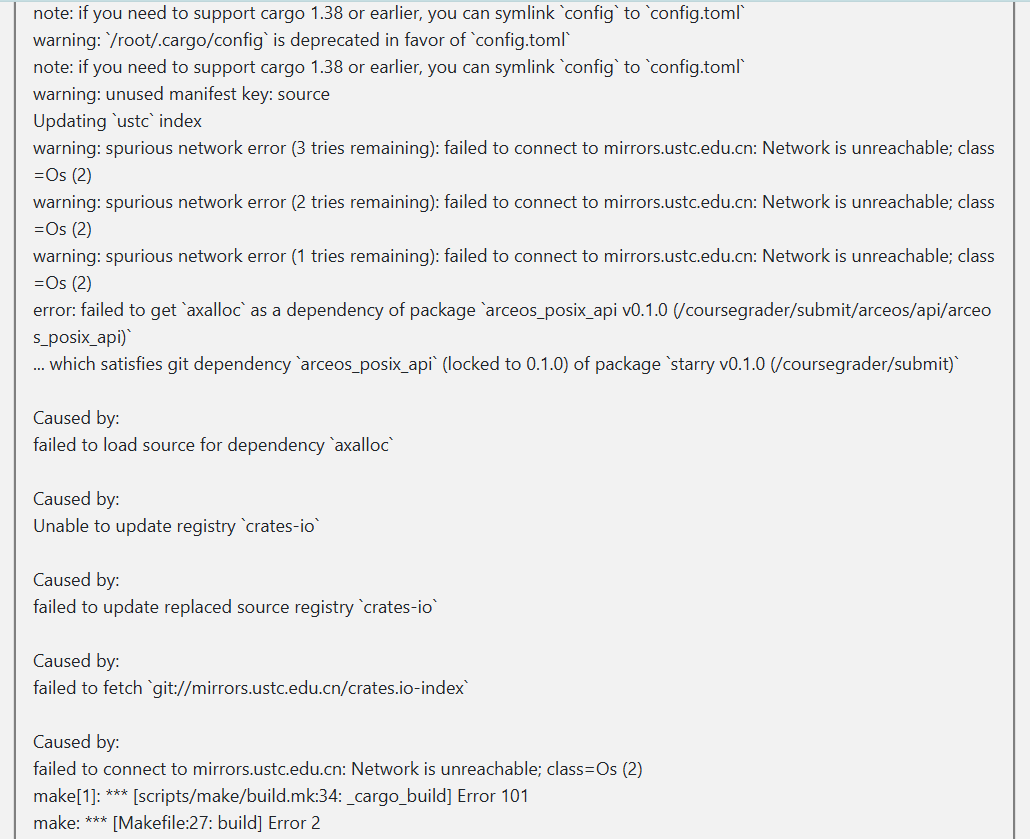 note: if you need to support cargo 1.38 or earlier, you can symlink `config` to `config.toml`
warning: `/root/.cargo/config` is deprecated in favor of `config.toml`
note: if you need to support cargo 1.38 or earlier, you can symlink `config` to `config.toml`
warning: unused manifest key: source
Updating `ustc` index
warning: spurious network error (3 tries remaining): failed to connect to mirrors.ustc.edu.cn: Network is unreachable; class
=Os (2)
warning: spurious network error (2 tries remaining): failed to connect to mirrors.ustc.edu.cn: Network is unreachable; class
=Os (2)
warning: spurious network error (1 tries remaining): failed to connect to mirrors.ustc.edu.cn: Network is unreachable; class
=Os (2)
error: failed to get `axalloc` as a dependency of package `arceos_posix_api v0.1.0 (/coursegrader/submit/arceos/api/arceo
s_posix_api)`
... which satisfies git dependency `arceos_posix_api` (locked to 0.1.0) of package `starry v0.1.0 (/coursegrader/submit)`
Caused by:
failed to load source for dependency `axalloc`
Caused by:
Unable to update registry `crates-io`
Caused by:
failed to update replaced source registry `crates-io`
Caused by:
failed to fetch `git://mirrors.ustc.edu.cn/crates.io-index`
Caused by:
failed to connect to mirrors.ustc.edu.cn: Network is unreachable; class=Os (2)
make[1]: *** [scripts/make/build.mk:34: _cargo_build] Error 101
make: *** [Makefile:27: build] Error 2